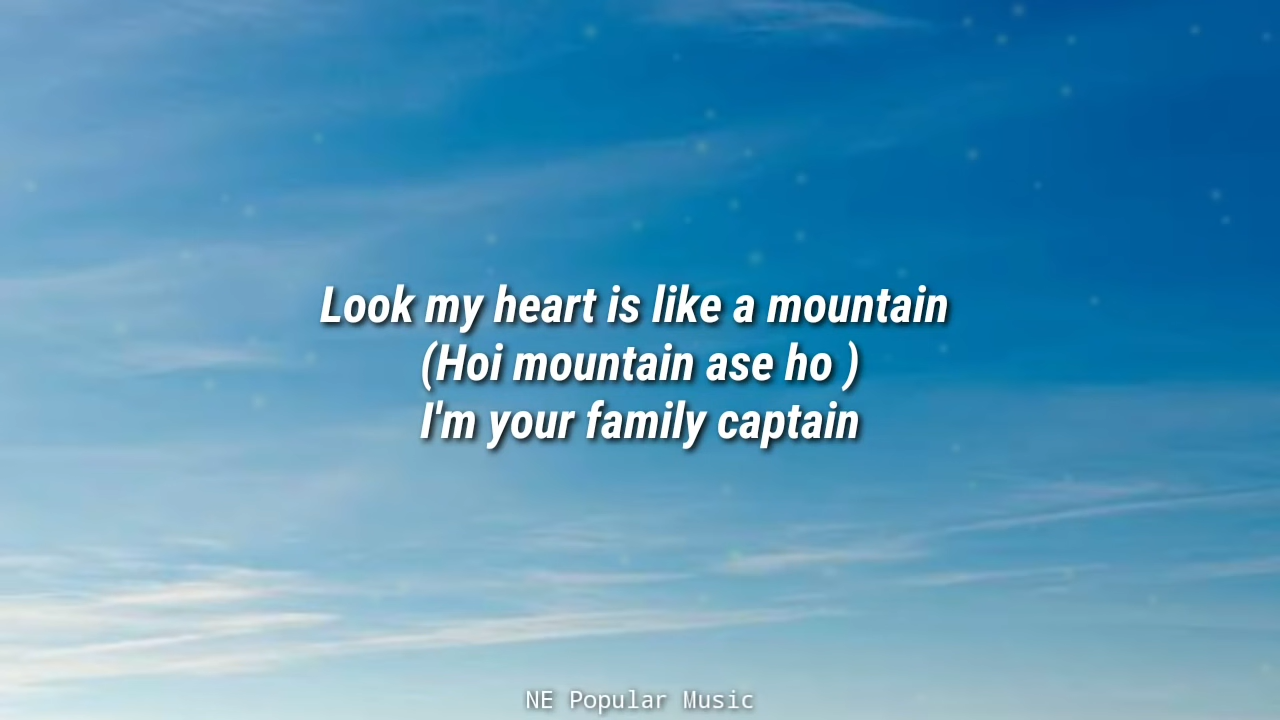 Look my heart is like a mountain
(Hoi mountain ase ho )
I'm your family captain
NE Popular Music